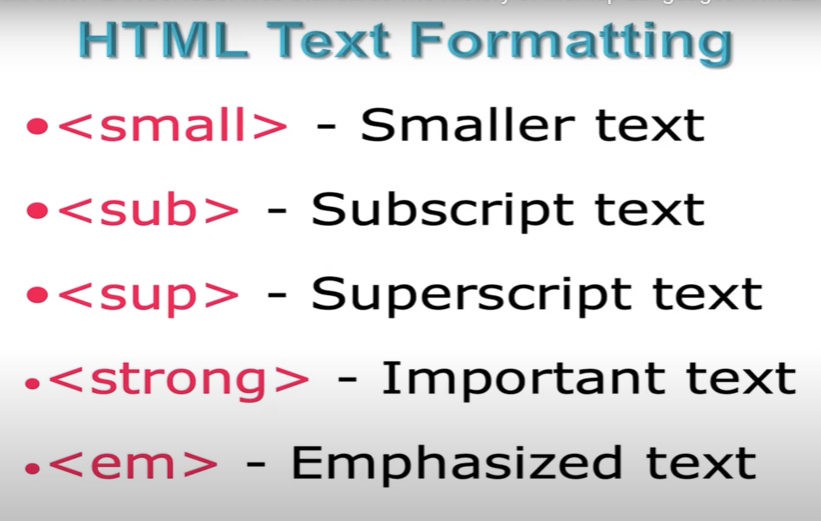 HTML Text Formatting
•<small> - Smaller text
•<sub> - Subscript text
•<sup> - Superscript text
•<strong> - Important text
•<em> - Emphasized text